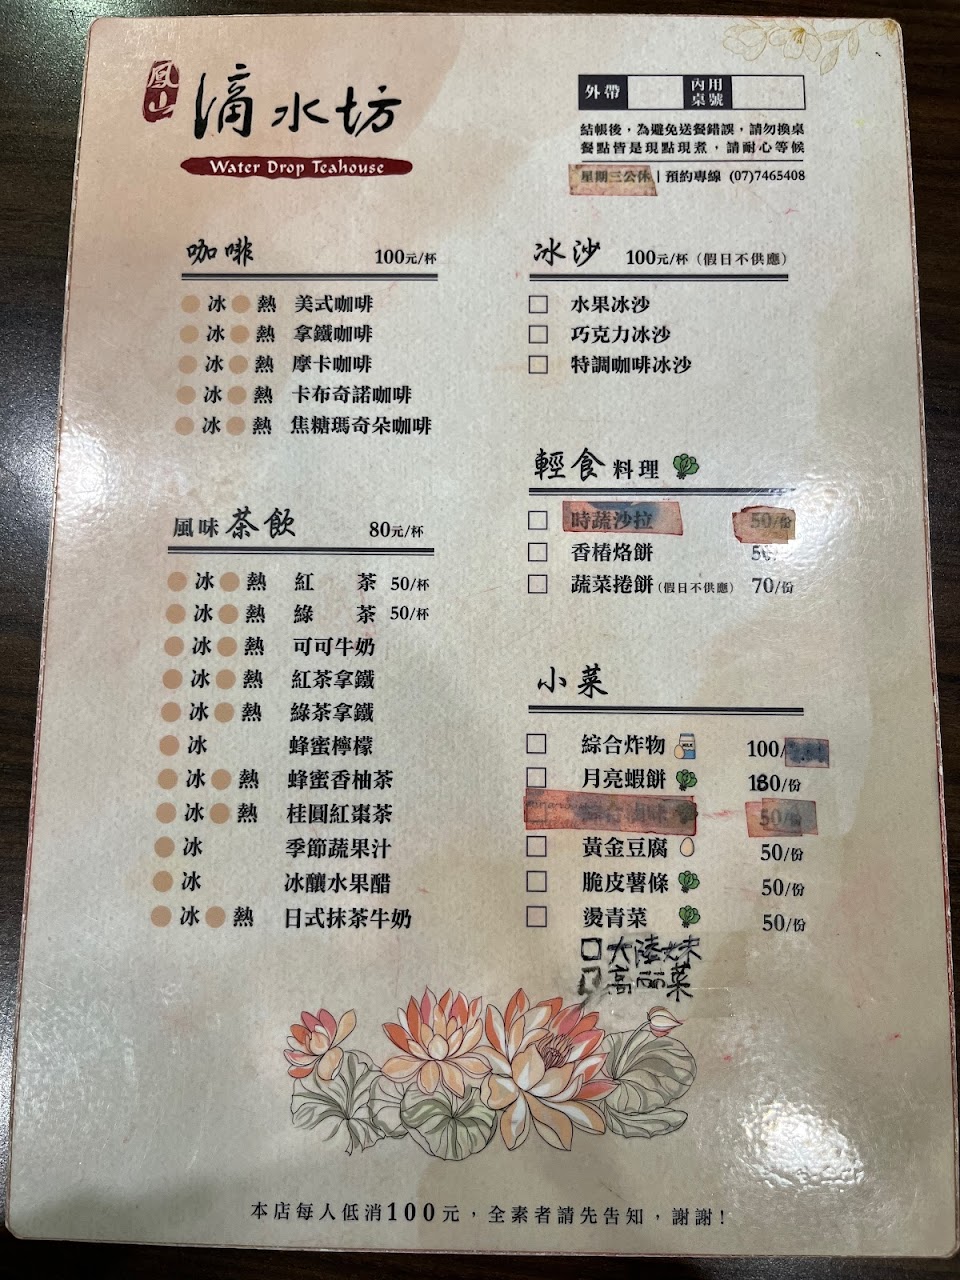 鳳山
滴水坊
Water Drop Teahouse
外帶
內用桌號
結帳後，為避免送餐錯誤，請勿換桌
餐點皆是現點現煮，請耐心等候
星期三公休 | 預約專線 (07)7465408
咖啡 100元/杯
冰 熱 美式咖啡
冰 熱 拿鐵咖啡
冰 熱 摩卡咖啡
冰 熱 卡布奇諾咖啡
冰 熱 焦糖瑪奇朵咖啡
風味茶飲 80元/杯
冰 熱 紅 茶 50/杯
冰 熱 綠 茶 50/杯
冰 熱 可可牛奶
冰 熱 紅茶拿鐵
冰 熱 綠茶拿鐵
冰 蜂蜜檸檬
冰 熱 蜂蜜香柚茶
冰 熱 桂圓紅棗茶
冰 季節蔬果汁
冰 冰釀水果醋
冰 熱 日式抹茶牛奶
冰沙 100元/杯（假日不供應）
水果冰沙
巧克力冰沙
特調咖啡冰沙
輕食料理
時蔬沙拉 50/份
香椿烙餅 50/
蔬菜捲餅（假日不供應） 70/份
小菜
綜合炸物 MILK 100/
月亮蝦餅 /份
滷味 50/份
黃金豆腐 50/份
脆皮薯條 50/份
燙青菜 50/份
大陸妹
高丽菜
本店每人低消100元，全素者請先告知，謝謝！